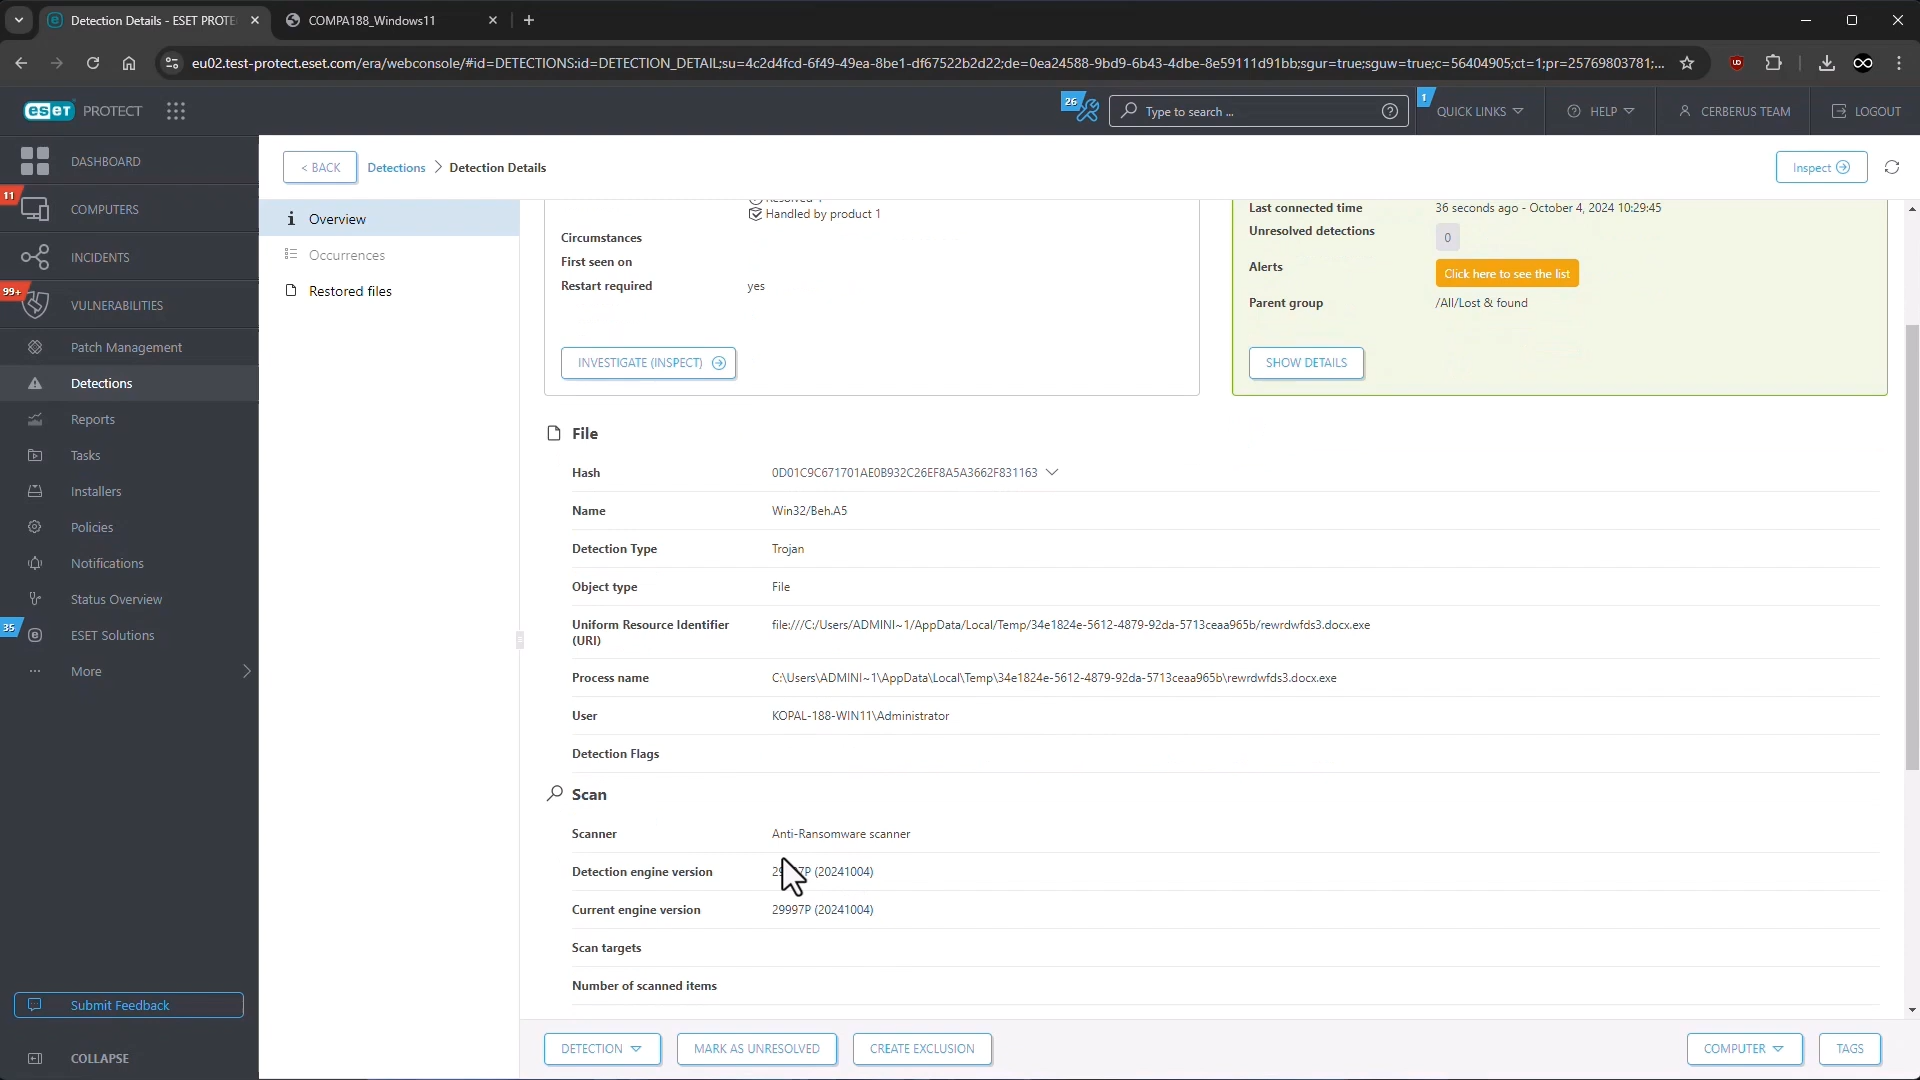 Detection Details - ESET PROTE
COMPA188_Windows11
eu02.test-protect.eset.com/era/webconsole/#id=DETECTIONS:id=DETECTION_DETAIL;su=4c2d4fcd-6f49-49ea-8be1-df67522b2d22;de=0ea24588-9bd9-6b43-4dbe-8e59111d91bb;sgur=true;sguw=true;c=56404905;ct=1;pr=25769803781;...
eset PROTECT
26
Type to search ...
1
QUICK LINKS
HELP
CERBERUS TEAM
LOGOUT
DASHBOARD
11
COMPUTERS
INCIDENTS
99+
VULNERABILITIES
Patch Management
Detections
Reports
Tasks
Installers
Policies
Notifications
Status Overview
35
ESET Solutions
More
Submit Feedback
COLLAPSE
< BACK
Detections > Detection Details
Inspect
Overview
Occurrences
Restored files
Handled by product 1
Circumstances
First seen on
Restart required yes
INVESTIGATE (INSPECT)
Last connected time 36 seconds ago - October 4, 2024 10:29:45
Unresolved detections 0
Alerts Click here to see the list
Parent group /All/Lost & found
SHOW DETAILS
File
Hash 0D01C9C671701AE0B932C26EF8A5A3662F831163
Name Win32/Beh.A5
Detection Type Trojan
Object type File
Uniform Resource Identifier file:///C:/Users/ADMINI~1/AppData/Local/Temp/34e1824e-5612-4879-92da-5713ceaa965b/rewrdwfds3.docx.exe
(URI)
Process name C:\Users\ADMINI~1\AppData\Local\Temp\34e1824e-5612-4879-92da-5713ceaa965b\rewrdwfds3.docx.exe
User KOPAL-188-WIN11\Administrator
Detection Flags
Scan
Scanner Anti-Ransomware scanner
Detection engine version (20241004)
Current engine version 29997P (20241004)
Scan targets
Number of scanned items
DETECTION
MARK AS UNRESOLVED
CREATE EXCLUSION
COMPUTER
TAGS